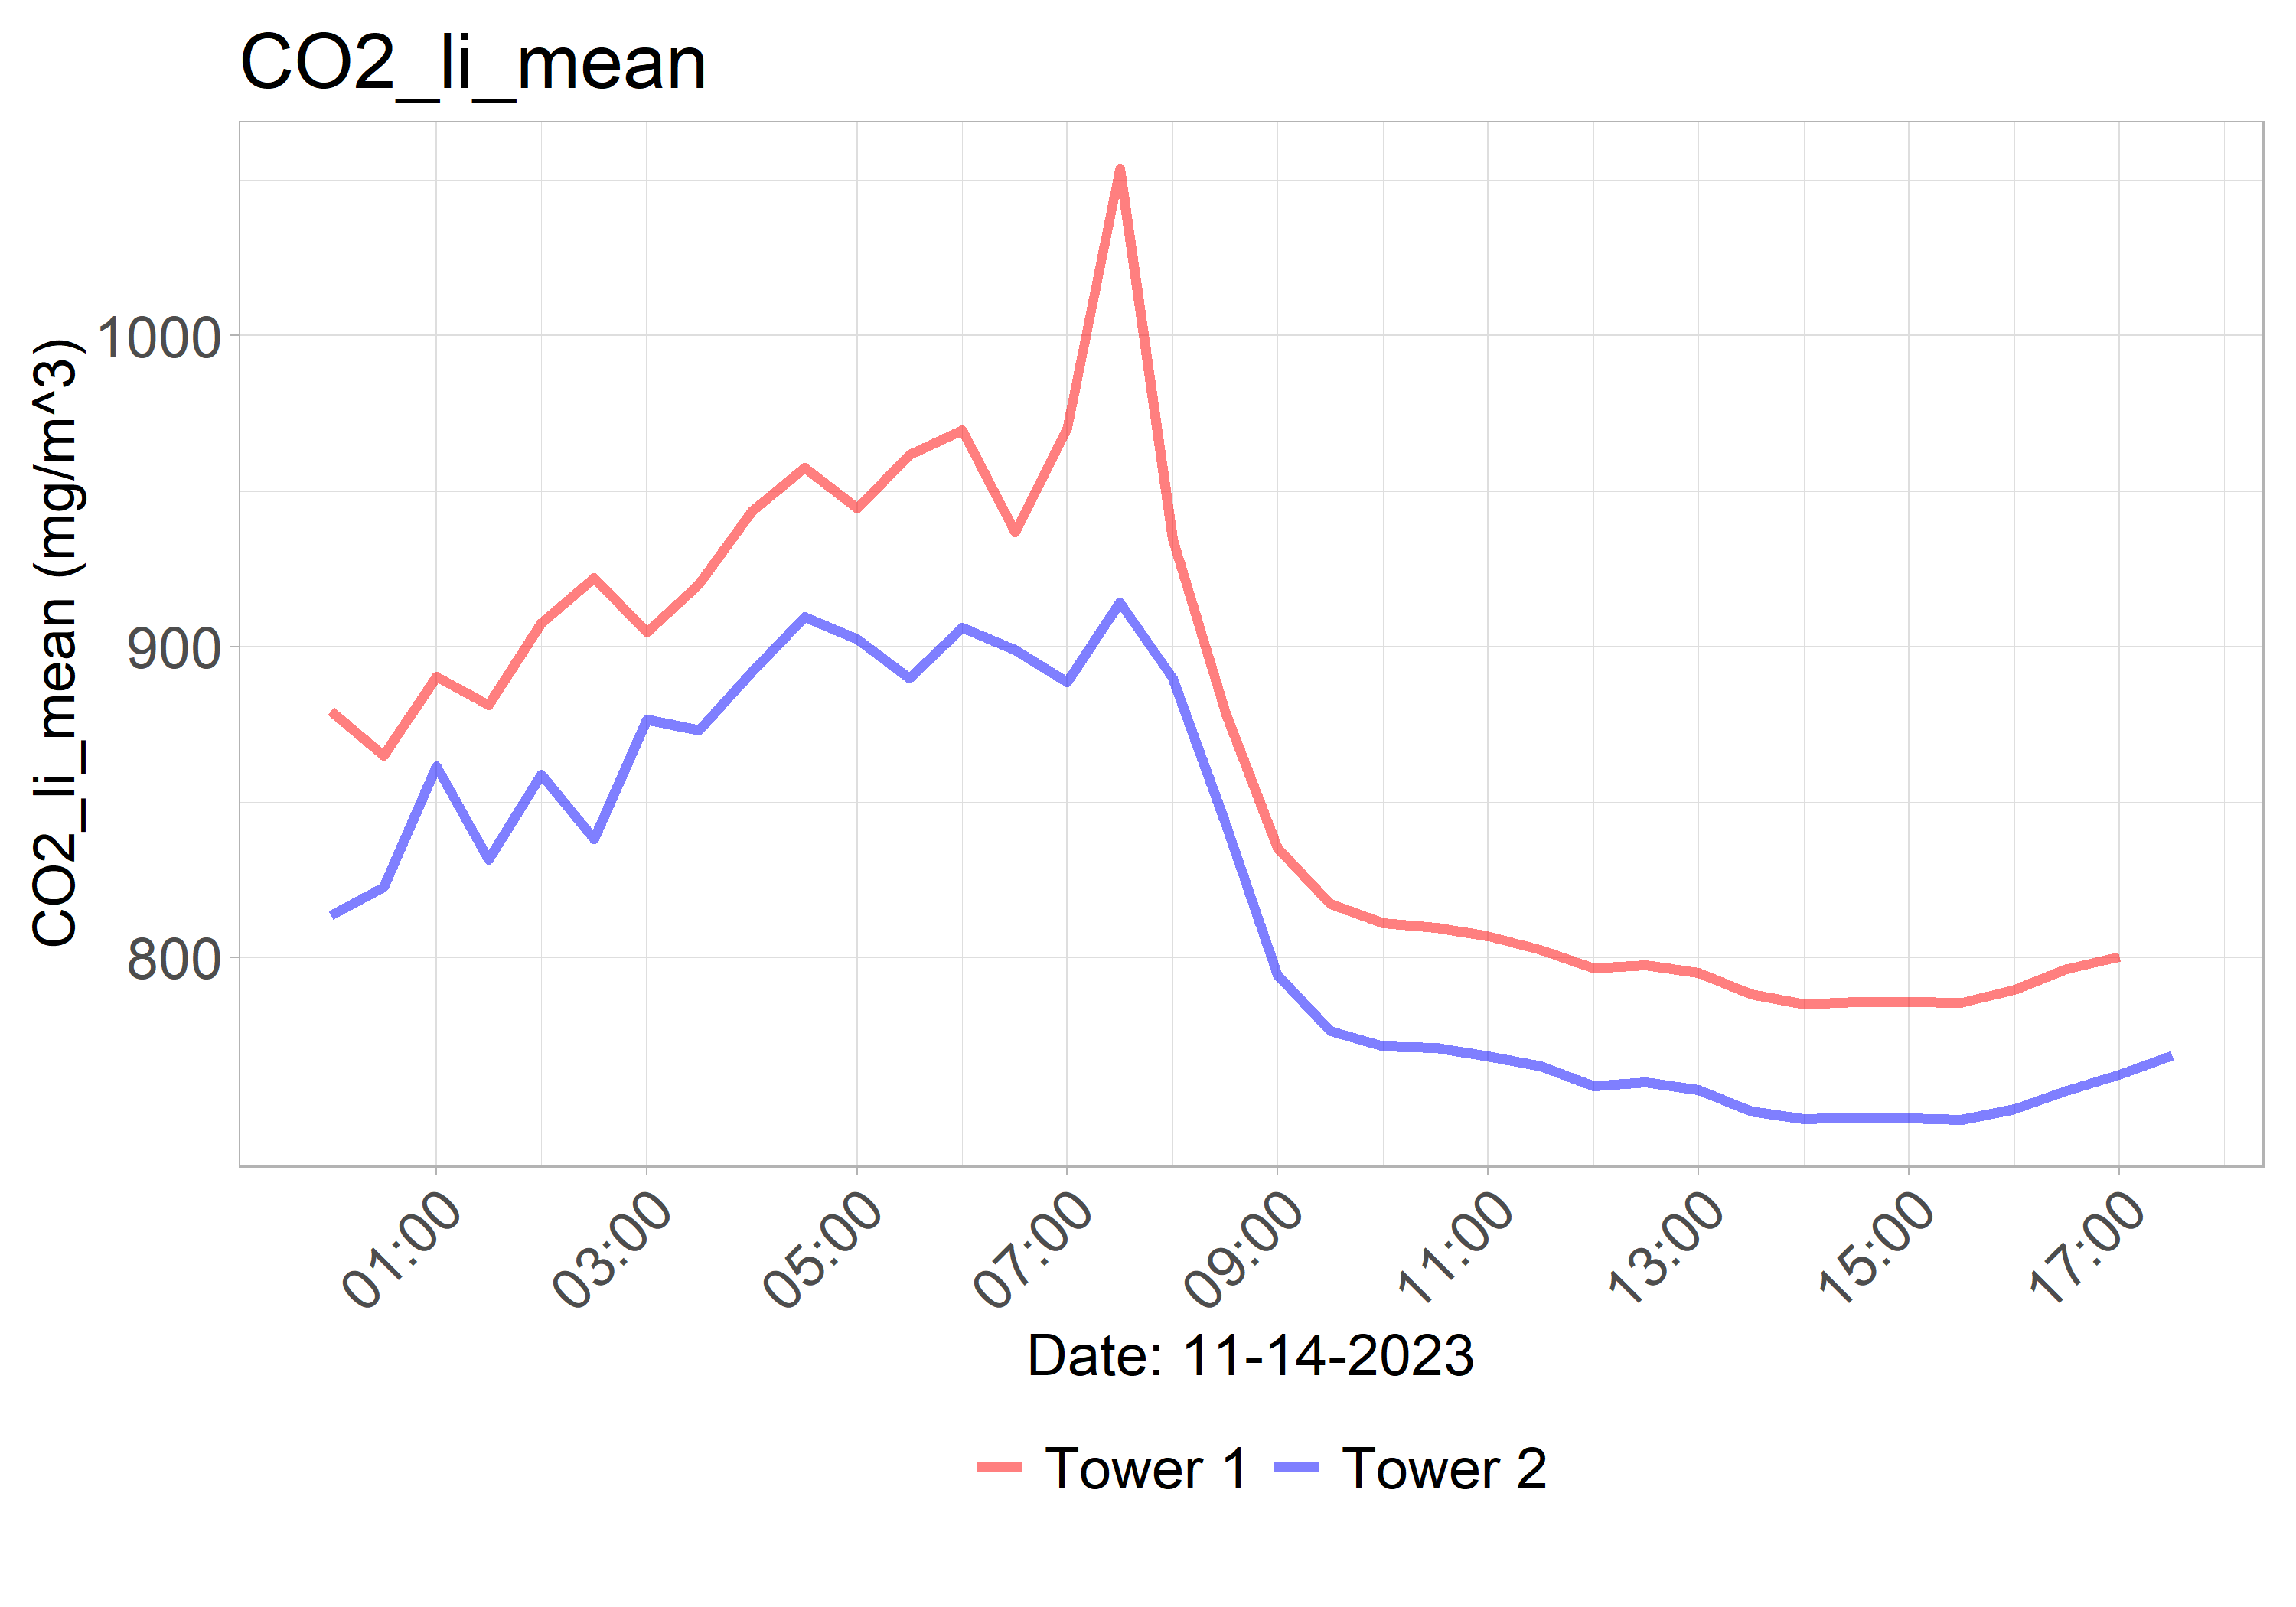 CO2_li_mean
CO2_li_mean (mg/m^3)
1000
900
800
01:00
03:00
05:00
07:00
09:00
11:00
13:00
15:00
17:00
Date: 11-14-2023
Tower 1
Tower 2